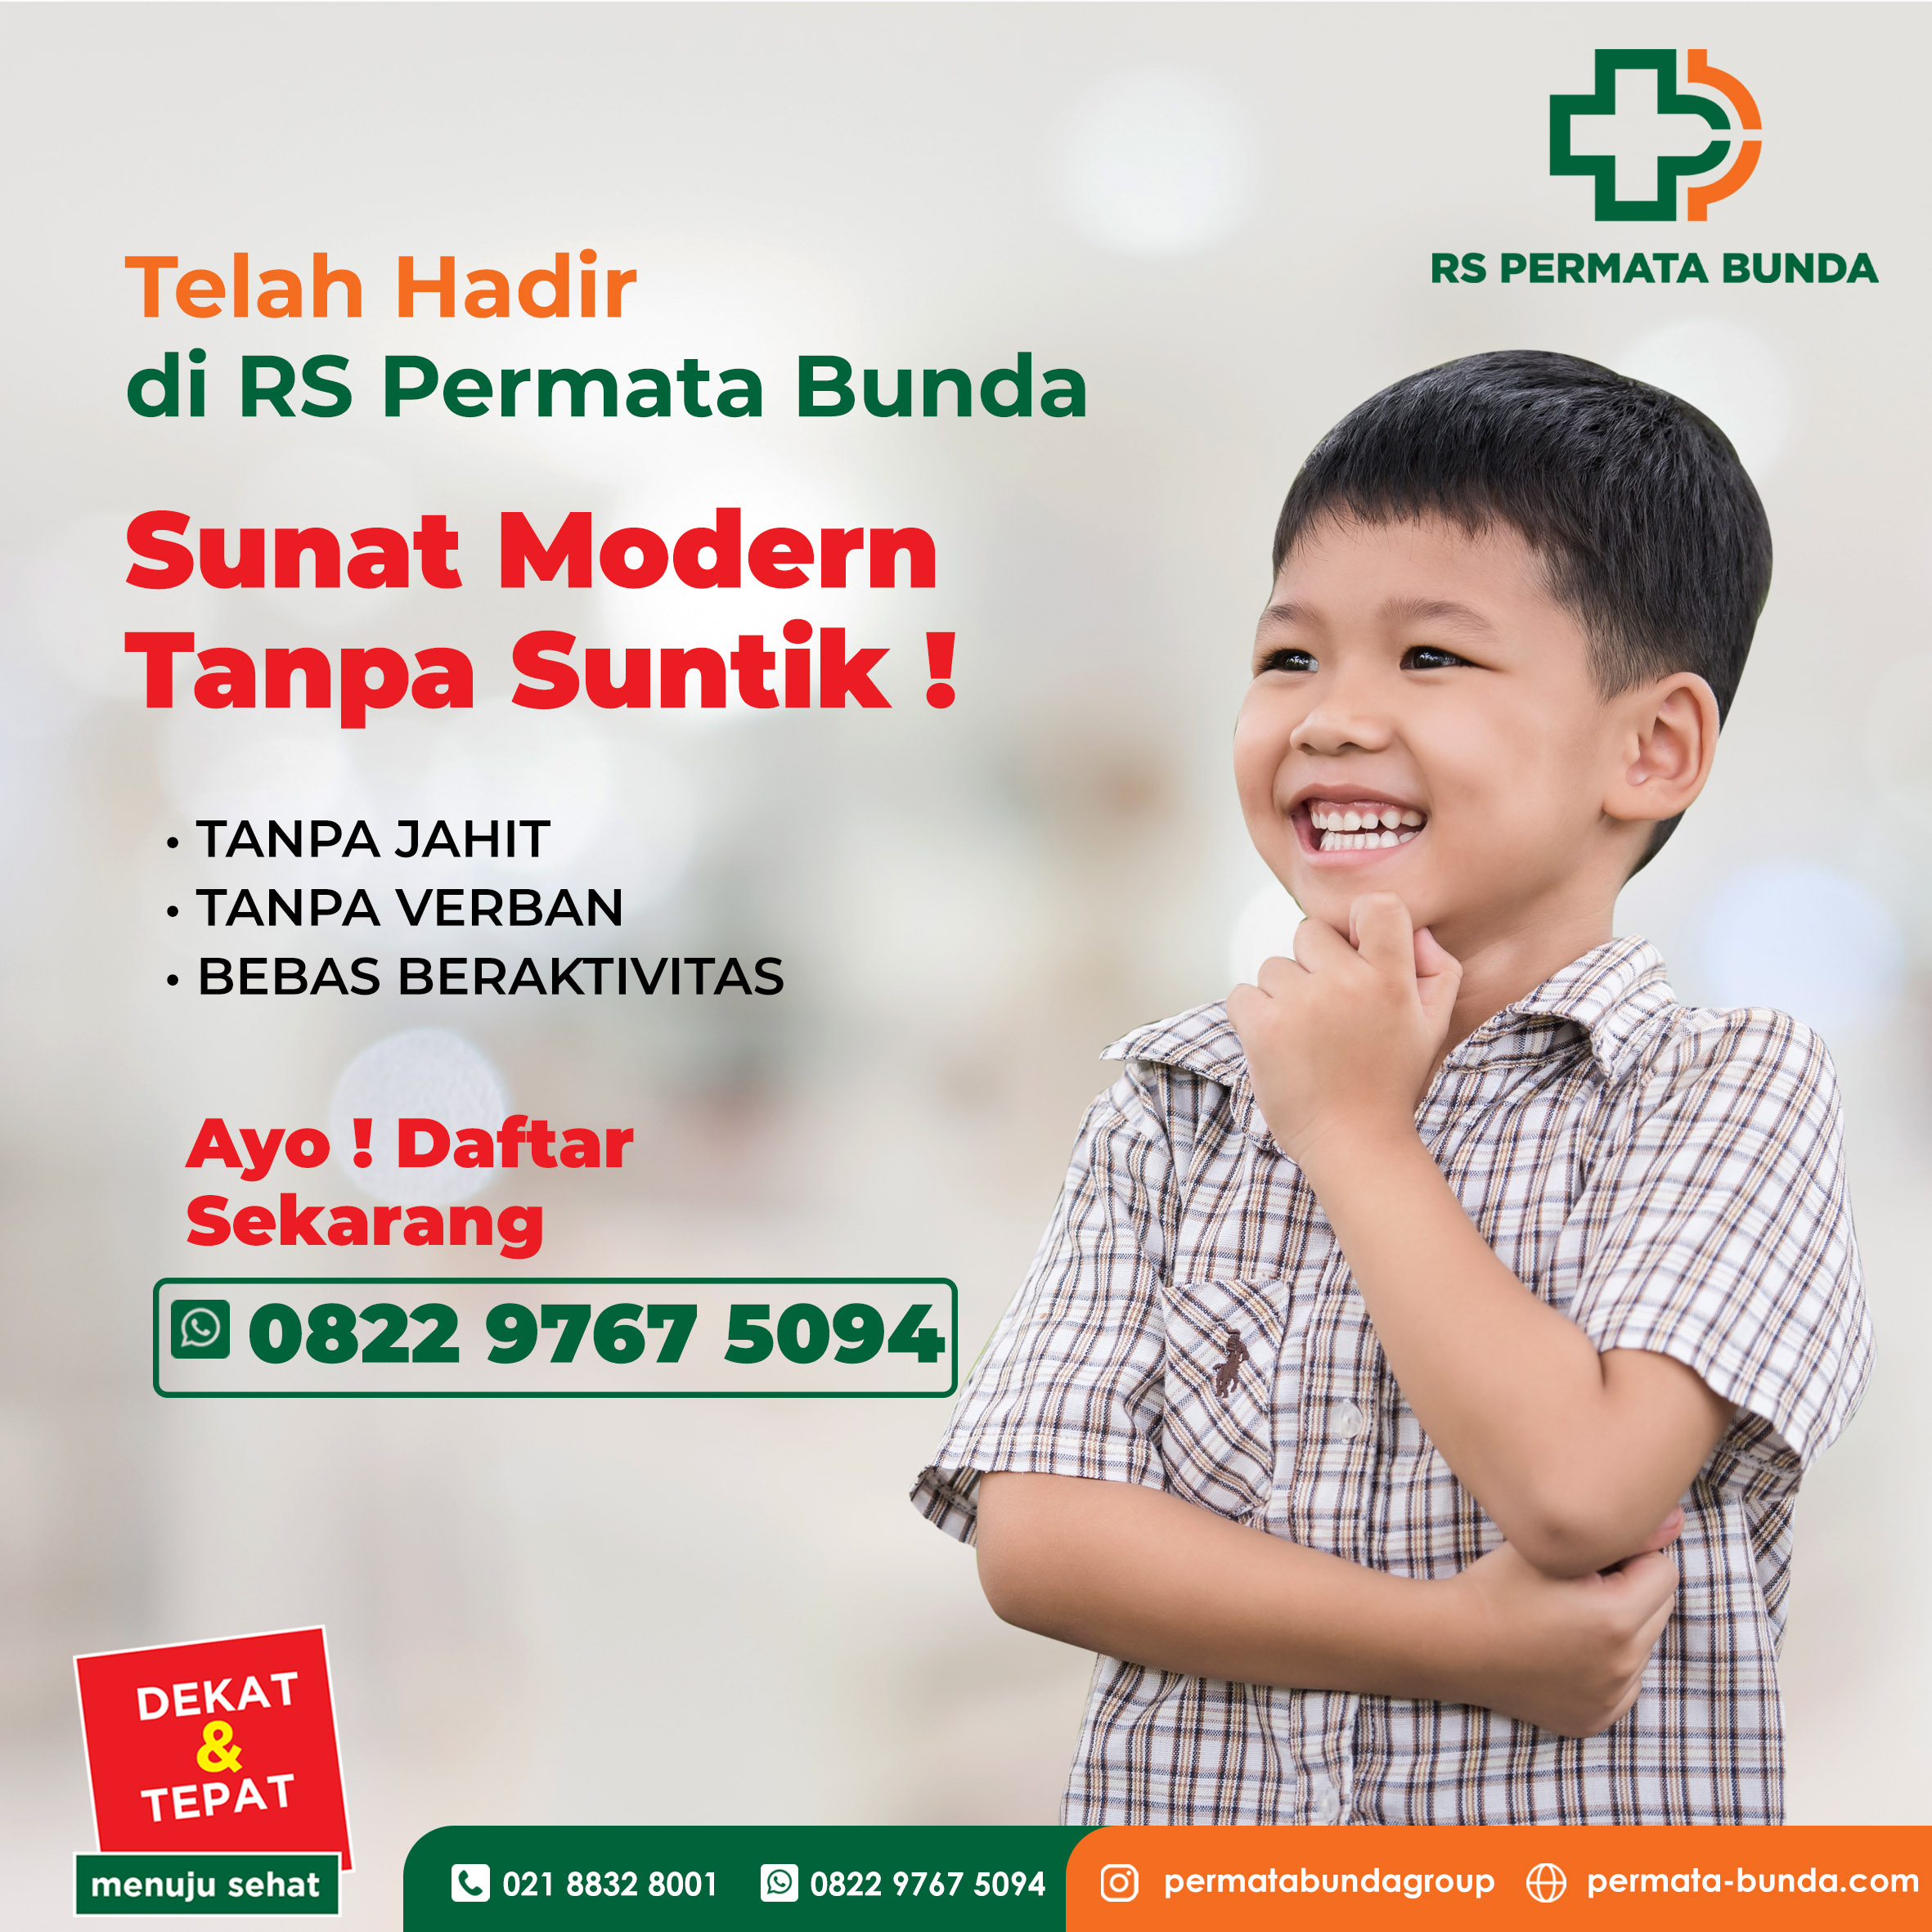 RS PERMATA BUNDA
Telah Hadir
di RS Permata Bunda
Sunat Modern
Tanpa Suntik !
• TANPA JAHIT
• TANPA VERBAN
• BEBAS BERAKTIVITAS
Ayo ! Daftar
Sekarang
0822 9767 5094
DEKAT
&
TEPAT
menuju sehat
021 8832 8001 0822 9767 5094 permatabundagroup permata-bunda.com